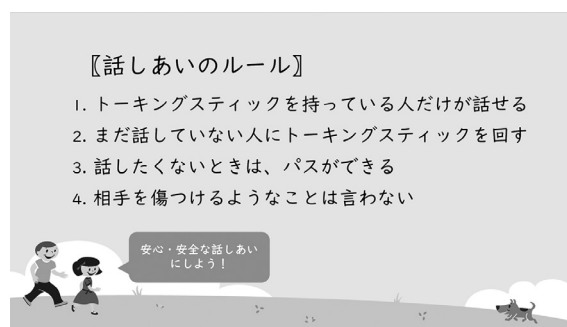 〖話しあいのルール〗
1. トーキングスティックを持っている人だけが話せる
2. まだ話していない人にトーキングスティックを回す
3. 話したくないときは、パスができる
4. 相手を傷つけるようなことは言わない
安心・安全な話しあい
にしよう！